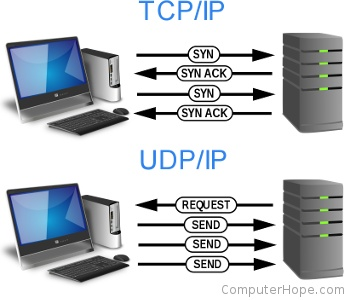 TCP/IP
SYN
SYN ACK
SYN
SYN ACK
UDP/IP
REQUEST
SEND
SEND
SEND
ComputerHope.com